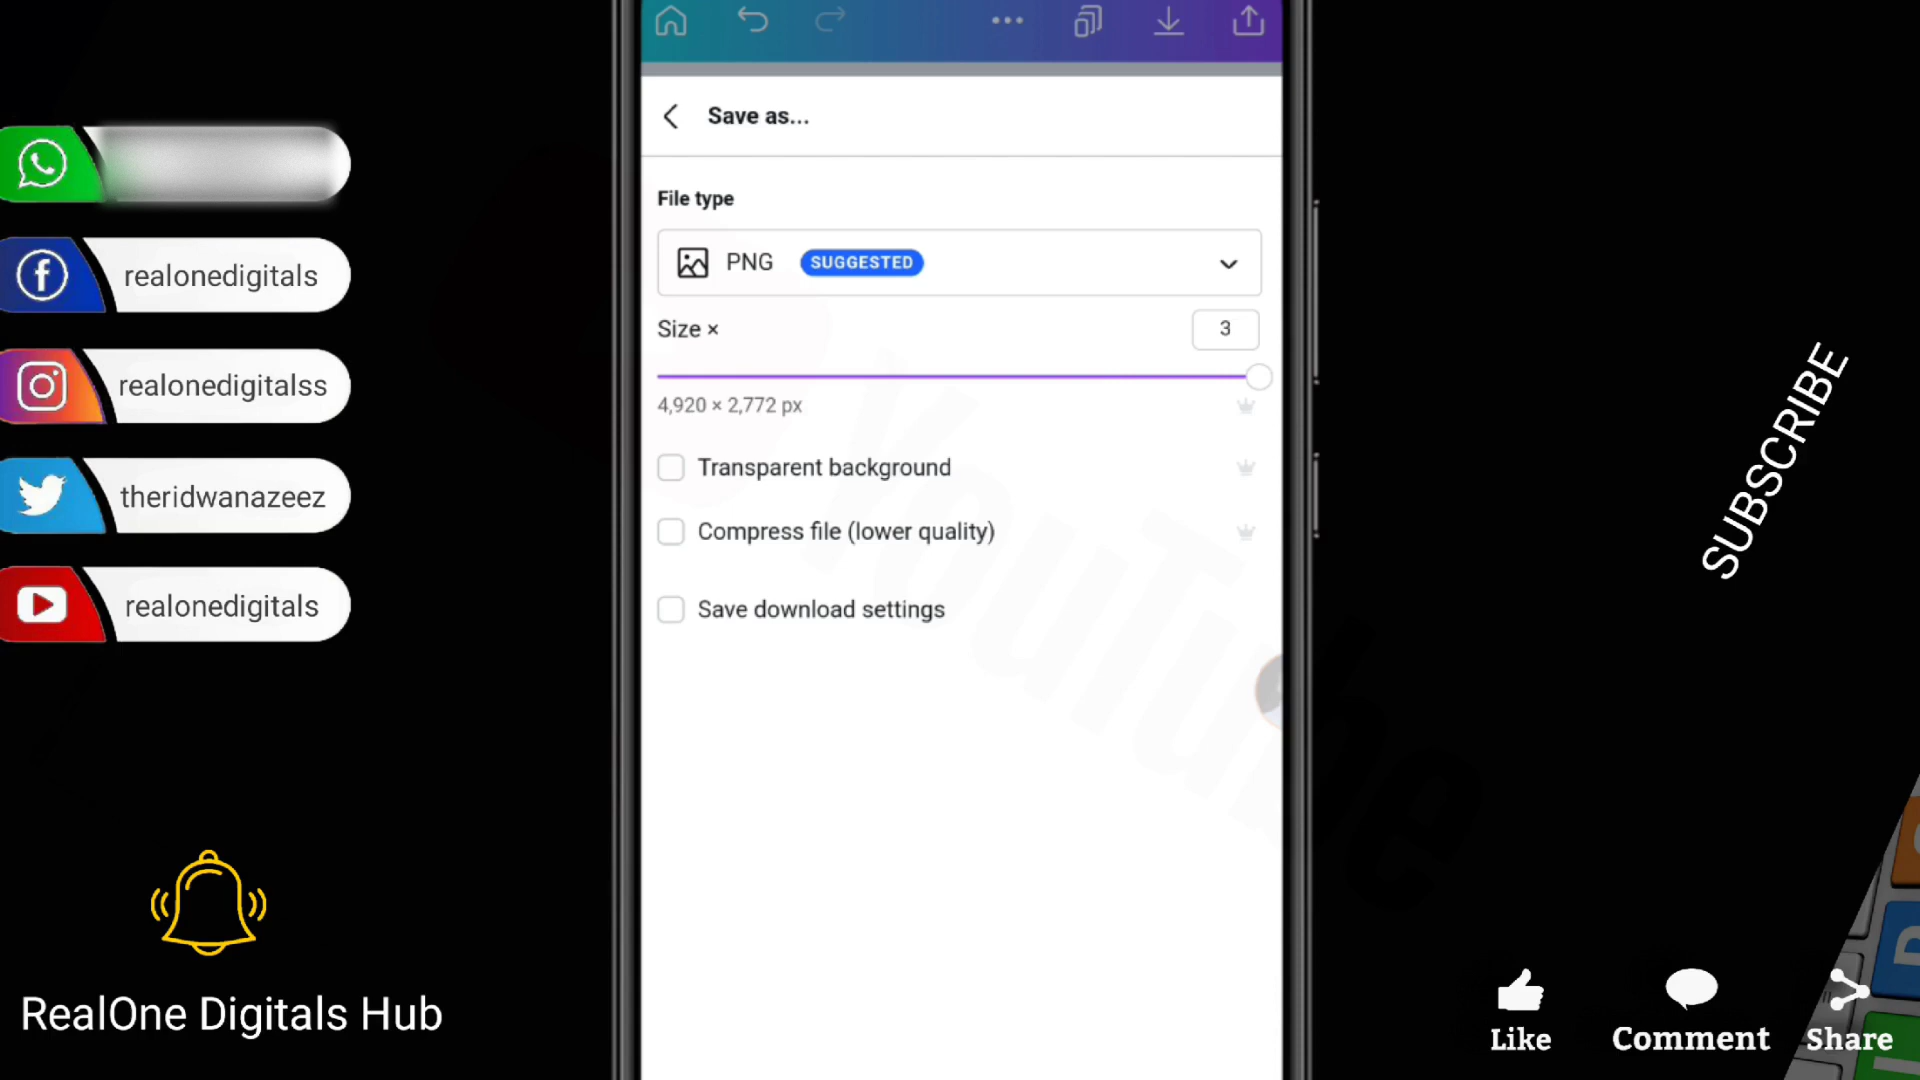 Save as...
File type
PNG SUGGESTED
Size × 3
4,920 × 2,772 px
Transparent background
Compress file (lower quality)
Save download settings
realonedigitals
realonedigitalss
theridwanazeez
realonedigitals
RealOne Digitals Hub
YouTube
SUBSCRIBE
Like
Comment
Share